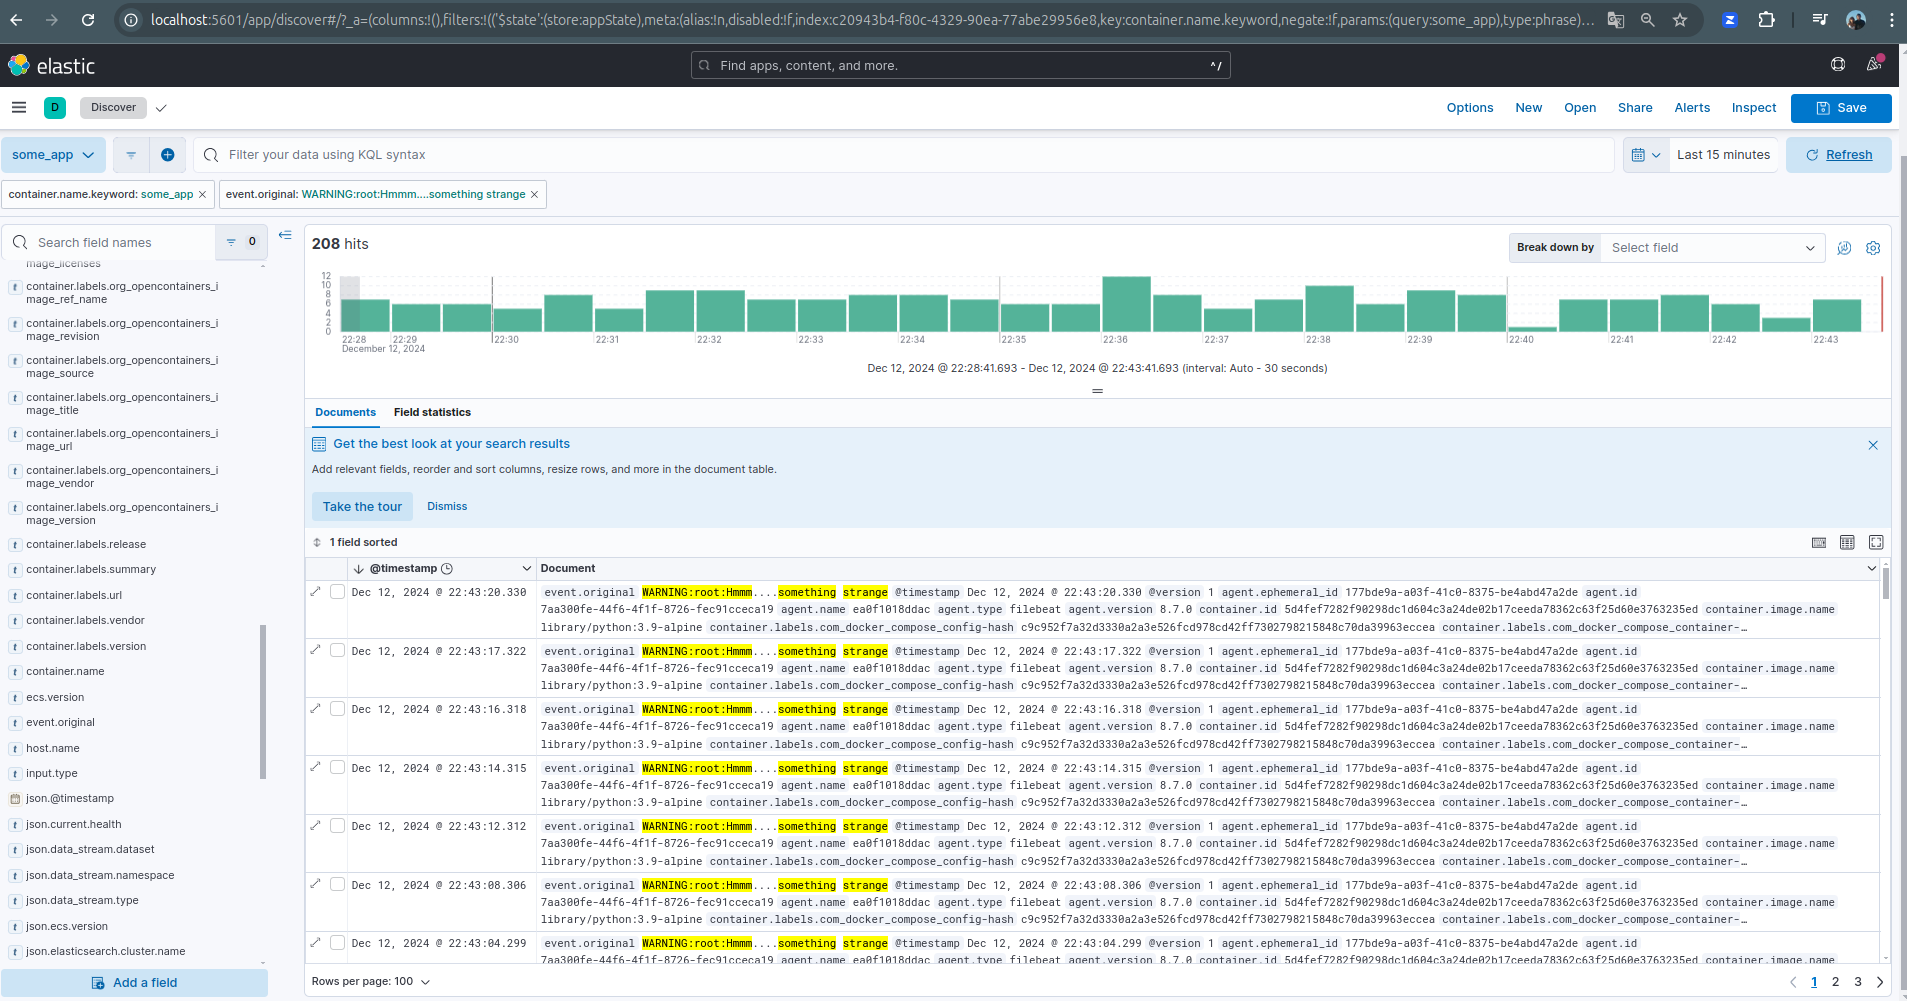 localhost:5601/app/discover#/?_a=(columns:!(),filters:!(('$state':(store:appState),meta:(alias:!n,disabled:!f,index:c20943b4-f80c-4329-90ea-77abe29956e8,key:container.name.keyword,negate:!f,params:(query:some_app),type:phrase)...
elastic
Find apps, content, and more.
^/
D
Discover
Options
New
Open
Share
Alerts
Inspect
Save
some_app
Filter your data using KQL syntax
Last 15 minutes
Refresh
container.name.keyword: some_app ×
event.original: WARNING:root:Hmmm....something strange ×
Search field names
0
mage_licenses
container.labels.org_opencontainers_i
mage_ref_name
container.labels.org_opencontainers_i
mage_revision
container.labels.org_opencontainers_i
mage_source
container.labels.org_opencontainers_i
mage_title
container.labels.org_opencontainers_i
mage_url
container.labels.org_opencontainers_i
mage_vendor
container.labels.org_opencontainers_i
mage_version
container.labels.release
container.labels.summary
container.labels.url
container.labels.vendor
container.labels.version
container.name
ecs.version
event.original
host.name
input.type
json.@timestamp
json.current.health
json.data_stream.dataset
json.data_stream.namespace
json.data_stream.type
json.ecs.version
json.elasticsearch.cluster.name
Add a field
208 hits
Break down by
Select field
12
10
8
6
4
2
0
22:28 22:29 22:30 22:31 22:32 22:33 22:34 22:35 22:36 22:37 22:38 22:39 22:40 22:41 22:42 22:43
December 12, 2024
Dec 12, 2024 @ 22:28:41.693 - Dec 12, 2024 @ 22:43:41.693 (interval: Auto - 30 seconds)
Documents
Field statistics
Get the best look at your search results
Add relevant fields, reorder and sort columns, resize rows, and more in the document table.
Take the tour
Dismiss
1 field sorted
@timestamp
Document
Dec 12, 2024 @ 22:43:20.330 event.original WARNING:root:Hmmm....something strange @timestamp Dec 12, 2024 @ 22:43:20.330 @version 1 agent.ephemeral_id 177bde9a-a03f-41c0-8375-be4abd47a2de agent.id
7aa300fe-44f6-4f1f-8726-fec91cceca19 agent.name ea0f1018ddac agent.type filebeat agent.version 8.7.0 container.id 5d4fef7282f90298dc1d604c3a24de02b17ceeda78362c63f25d60e3763235ed container.image.name
library/python:3.9-alpine container.labels.com_docker_compose_config-hash c9c952f7a32d3330a2a3e526fcd978cd42ff7302798215848c70da39963eccea container.labels.com_docker_compose_container-…
Dec 12, 2024 @ 22:43:17.322 event.original WARNING:root:Hmmm....something strange @timestamp Dec 12, 2024 @ 22:43:17.322 @version 1 agent.ephemeral_id 177bde9a-a03f-41c0-8375-be4abd47a2de agent.id
7aa300fe-44f6-4f1f-8726-fec91cceca19 agent.name ea0f1018ddac agent.type filebeat agent.version 8.7.0 container.id 5d4fef7282f90298dc1d604c3a24de02b17ceeda78362c63f25d60e3763235ed container.image.name
library/python:3.9-alpine container.labels.com_docker_compose_config-hash c9c952f7a32d3330a2a3e526fcd978cd42ff7302798215848c70da39963eccea container.labels.com_docker_compose_container-…
Dec 12, 2024 @ 22:43:16.318 event.original WARNING:root:Hmmm....something strange @timestamp Dec 12, 2024 @ 22:43:16.318 @version 1 agent.ephemeral_id 177bde9a-a03f-41c0-8375-be4abd47a2de agent.id
7aa300fe-44f6-4f1f-8726-fec91cceca19 agent.name ea0f1018ddac agent.type filebeat agent.version 8.7.0 container.id 5d4fef7282f90298dc1d604c3a24de02b17ceeda78362c63f25d60e3763235ed container.image.name
library/python:3.9-alpine container.labels.com_docker_compose_config-hash c9c952f7a32d3330a2a3e526fcd978cd42ff7302798215848c70da39963eccea container.labels.com_docker_compose_container-…
Dec 12, 2024 @ 22:43:14.315 event.original WARNING:root:Hmmm....something strange @timestamp Dec 12, 2024 @ 22:43:14.315 @version 1 agent.ephemeral_id 177bde9a-a03f-41c0-8375-be4abd47a2de agent.id
7aa300fe-44f6-4f1f-8726-fec91cceca19 agent.name ea0f1018ddac agent.type filebeat agent.version 8.7.0 container.id 5d4fef7282f90298dc1d604c3a24de02b17ceeda78362c63f25d60e3763235ed container.image.name
library/python:3.9-alpine container.labels.com_docker_compose_config-hash c9c952f7a32d3330a2a3e526fcd978cd42ff7302798215848c70da39963eccea container.labels.com_docker_compose_container-…
Dec 12, 2024 @ 22:43:12.312 event.original WARNING:root:Hmmm....something strange @timestamp Dec 12, 2024 @ 22:43:12.312 @version 1 agent.ephemeral_id 177bde9a-a03f-41c0-8375-be4abd47a2de agent.id
7aa300fe-44f6-4f1f-8726-fec91cceca19 agent.name ea0f1018ddac agent.type filebeat agent.version 8.7.0 container.id 5d4fef7282f90298dc1d604c3a24de02b17ceeda78362c63f25d60e3763235ed container.image.name
library/python:3.9-alpine container.labels.com_docker_compose_config-hash c9c952f7a32d3330a2a3e526fcd978cd42ff7302798215848c70da39963eccea container.labels.com_docker_compose_container-…
Dec 12, 2024 @ 22:43:08.306 event.original WARNING:root:Hmmm....something strange @timestamp Dec 12, 2024 @ 22:43:08.306 @version 1 agent.ephemeral_id 177bde9a-a03f-41c0-8375-be4abd47a2de agent.id
7aa300fe-44f6-4f1f-8726-fec91cceca19 agent.name ea0f1018ddac agent.type filebeat agent.version 8.7.0 container.id 5d4fef7282f90298dc1d604c3a24de02b17ceeda78362c63f25d60e3763235ed container.image.name
library/python:3.9-alpine container.labels.com_docker_compose_config-hash c9c952f7a32d3330a2a3e526fcd978cd42ff7302798215848c70da39963eccea container.labels.com_docker_compose_container-…
Dec 12, 2024 @ 22:43:04.299 event.original WARNING:root:Hmmm....something strange @timestamp Dec 12, 2024 @ 22:43:04.299 @version 1 agent.ephemeral_id 177bde9a-a03f-41c0-8375-be4abd47a2de agent.id
7aa300fe-44f6-4f1f-8726-fec91cceca19 agent.name ea0f1018ddac agent.type filebeat agent.version 8.7.0 container.id 5d4fef7282f90298dc1d604c3a24de02b17ceeda78362c63f25d60e3763235ed container.image.name
Rows per page: 100
1 2 3